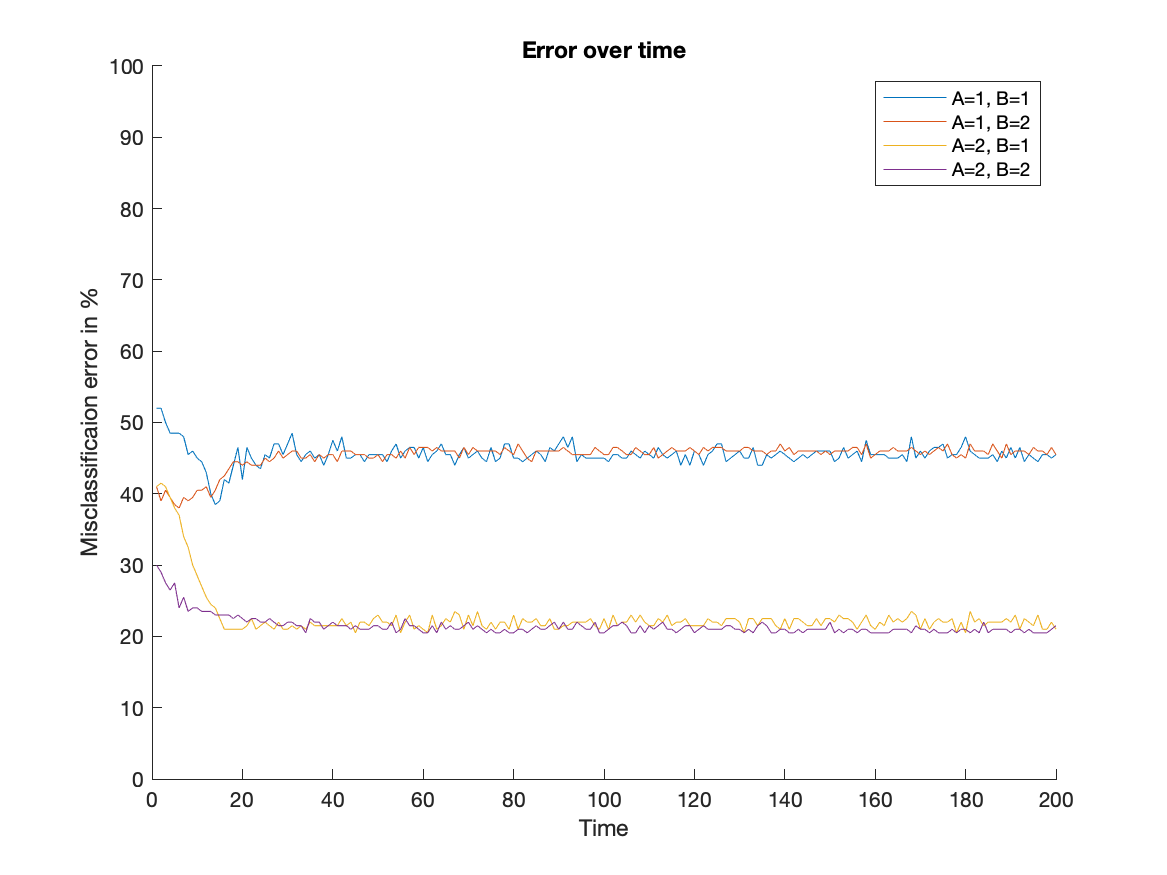 Error over time
100
90
80
70
60
50
40
30
20
10
0
Misclassificaion error in %
A=1, B=1
A=1, B=2
A=2, B=1
A=2, B=2
0 20 40 60 80 100 120 140 160 180 200
Time